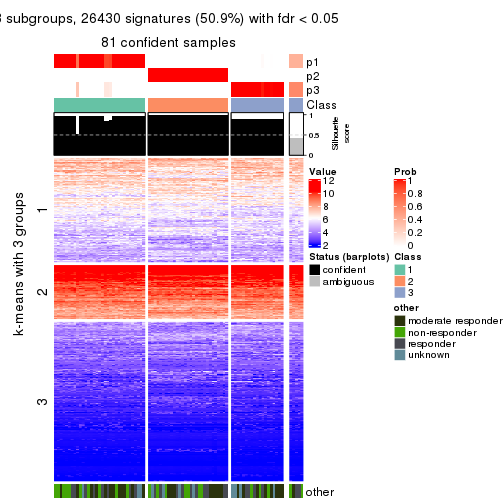 3 subgroups, 26430 signatures (50.9%) with fdr < 0.05
81 confident samples
p1
p2
p3
Class
1
0.5
0
Silhouette
score
k-means with 3 groups
1
2
3
other
Value
12
10
8
6
4
2
Prob
1
0.8
0.6
0.4
0.2
0
Status (barplots)
confident
ambiguous
Class
1
2
3
other
moderate responder
non-responder
responder
unknown